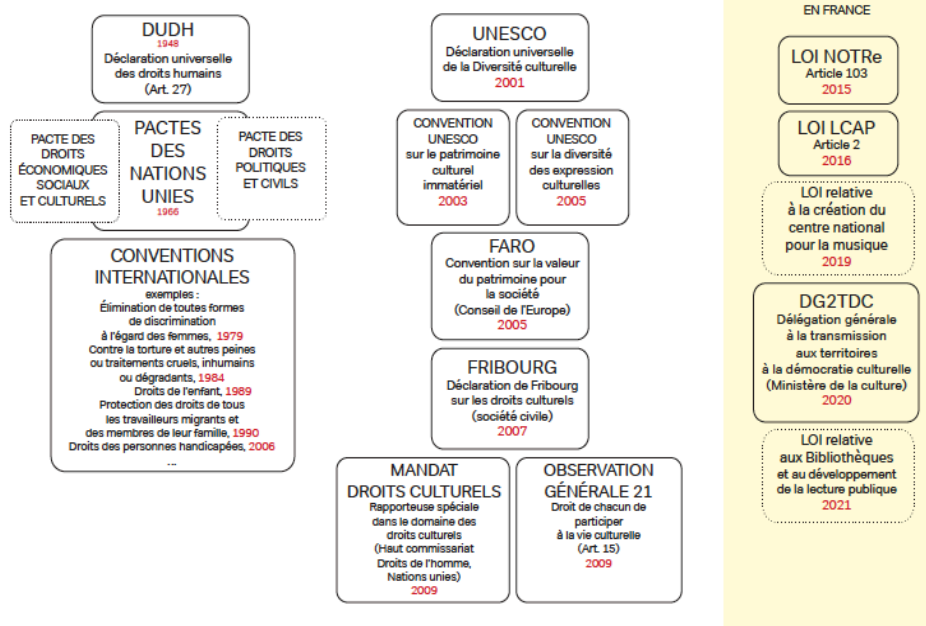 DUDH
1948
Déclaration universelle
des droits humains
(Art. 27)
PACTE DES
DROITS
ÉCONOMIQUES
SOCIAUX
ET CULTURELS
PACTES
DES
NATIONS
UNIES
1966
PACTE DES
DROITS
POLITIQUES
ET CIVILS
CONVENTIONS
INTERNATIONALES
exemples :
Élimination de toutes formes
de discrimination
à l'égard des femmes, 1979
Contre la torture et autres peines
ou traitements cruels, inhumains
ou dégradants, 1984
Droits de l'enfant, 1989
Protection des droits de tous
les travailleurs migrants et
des membres de leur famille, 1990
Droits des personnes handicapées, 2006
...
UNESCO
Déclaration universelle
de la Diversité culturelle
2001
CONVENTION
UNESCO
sur le patrimoine
culturel
immatériel
2003
CONVENTION
UNESCO
sur la diversité
des expression
culturelles
2005
FARO
Convention sur la valeur
du patrimoine pour
la société
(Conseil de l'Europe)
2005
FRIBOURG
Déclaration de Fribourg
sur les droits culturels
(société civile)
2007
MANDAT
DROITS CULTURELS
Rapporteuse spéciale
dans le domaine des
droits culturels
(Haut commissariat
Droits de l'homme,
Nations unies)
2009
OBSERVATION
GÉNÉRALE 21
Droit de chacun de
participer
à la vie culturelle
(Art. 15)
2009
EN FRANCE
LOI NOTRe
Article 103
2015
LOI LCAP
Article 2
2016
LOI relative
à la création du
centre national
pour la musique
2019
DG2TDC
Délégation générale
à la transmission
aux territoires
à la démocratie culturelle
(Ministère de la culture)
2020
LOI relative
aux Bibliothèques
et au développement
de la lecture publique
2021